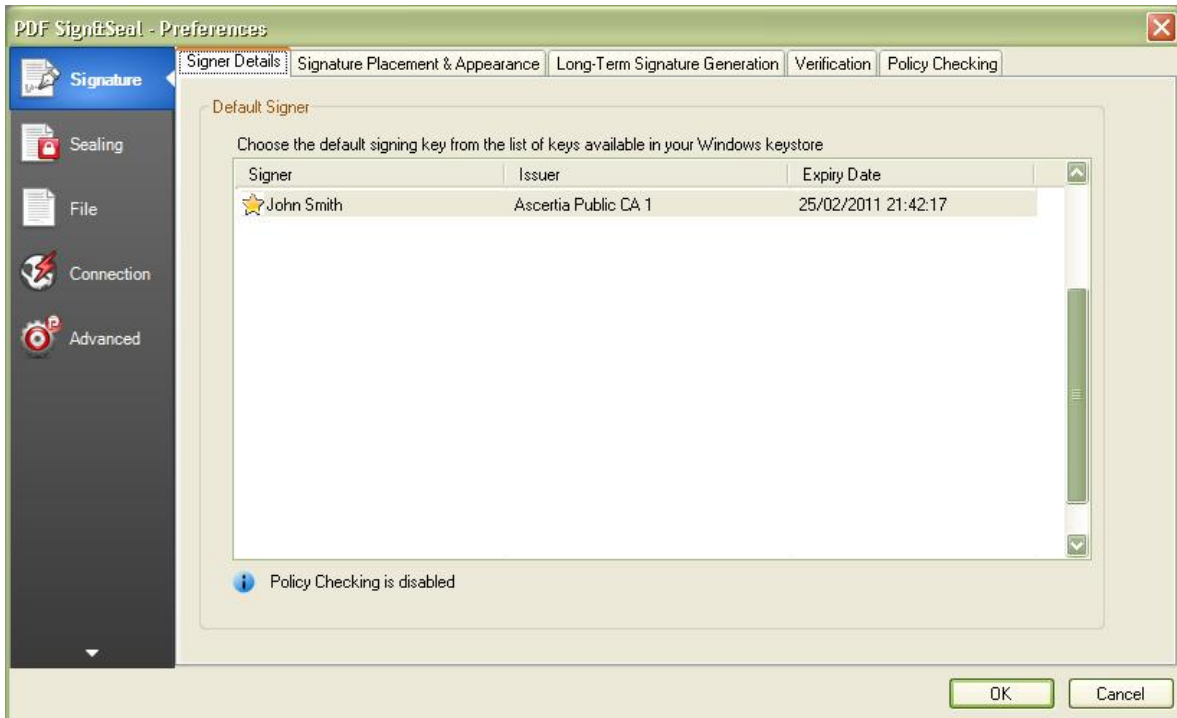 PDF Sign&Seal - Preferences
Signature
Sealing
File
Connection
Advanced
Signer Details Signature Placement & Appearance Long-Term Signature Generation Verification Policy Checking
Default Signer
Choose the default signing key from the list of keys available in your Windows keystore
Signer Issuer Expiry Date
John Smith Ascertia Public CA 1 25/02/2011 21:42:17
Policy Checking is disabled
OK Cancel